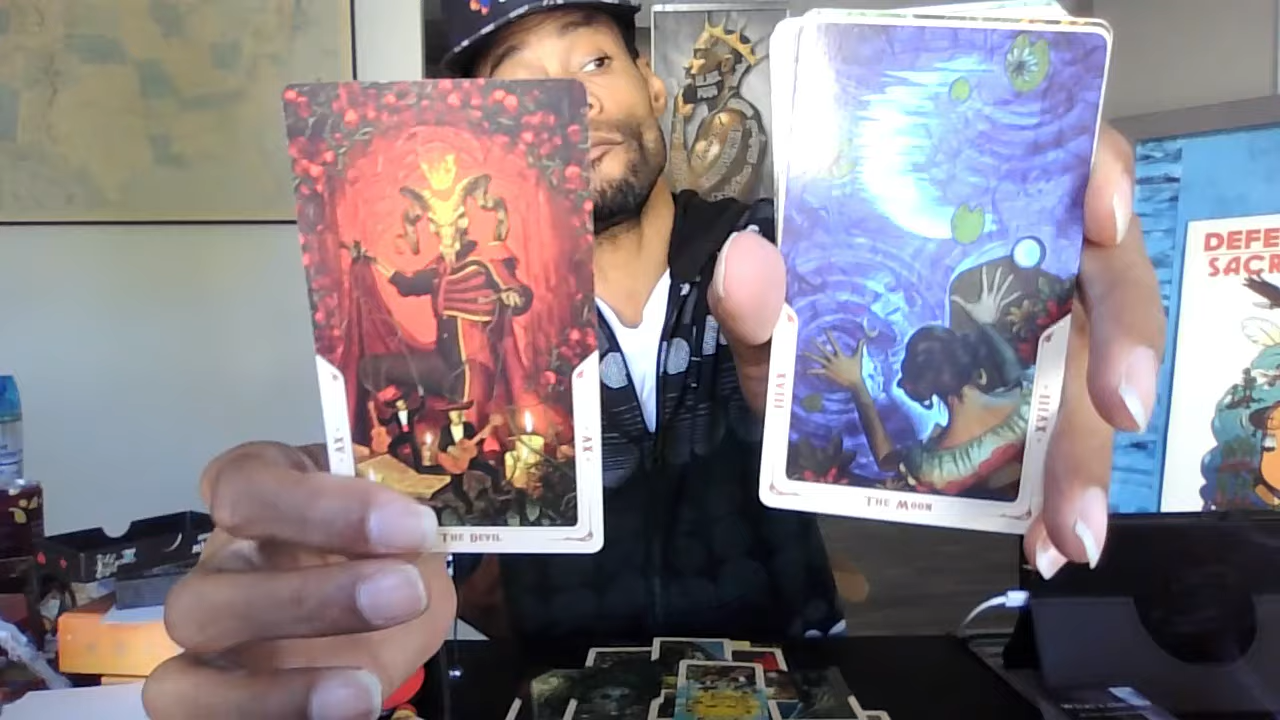 DEFE
SACR
XVIII
XVIII
THE MOON
XV
XV
THE DEVIL